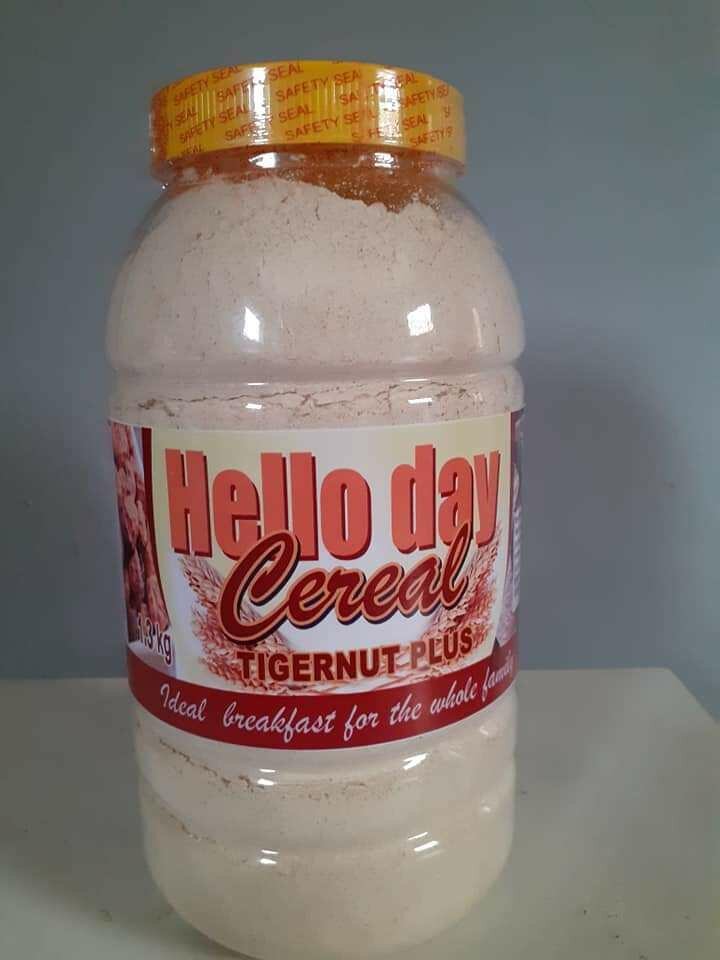 SAFETY SEAL
Hello day
Cereal
1.3kg
TIGERNUT PLUS
Ideal breakfast for the whole family